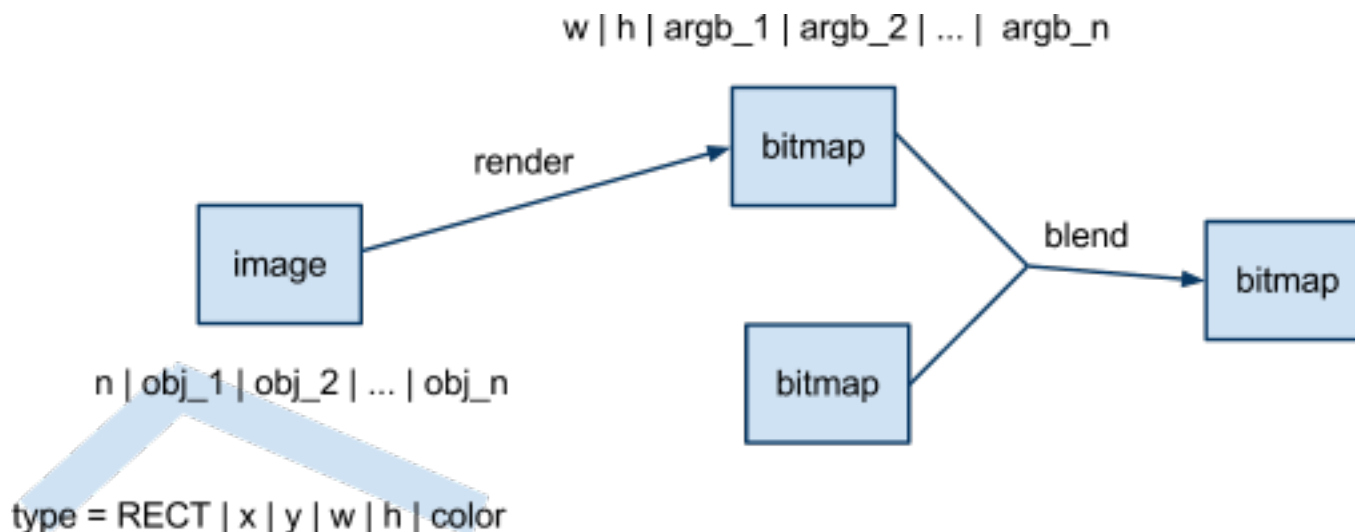 w | h | argb_1 | argb_2 | ... | argb_n
bitmap
render
blend
image
bitmap
n | obj_1 | obj_2 | ... | obj_n
bitmap
type = RECT | x | y | w | h | color